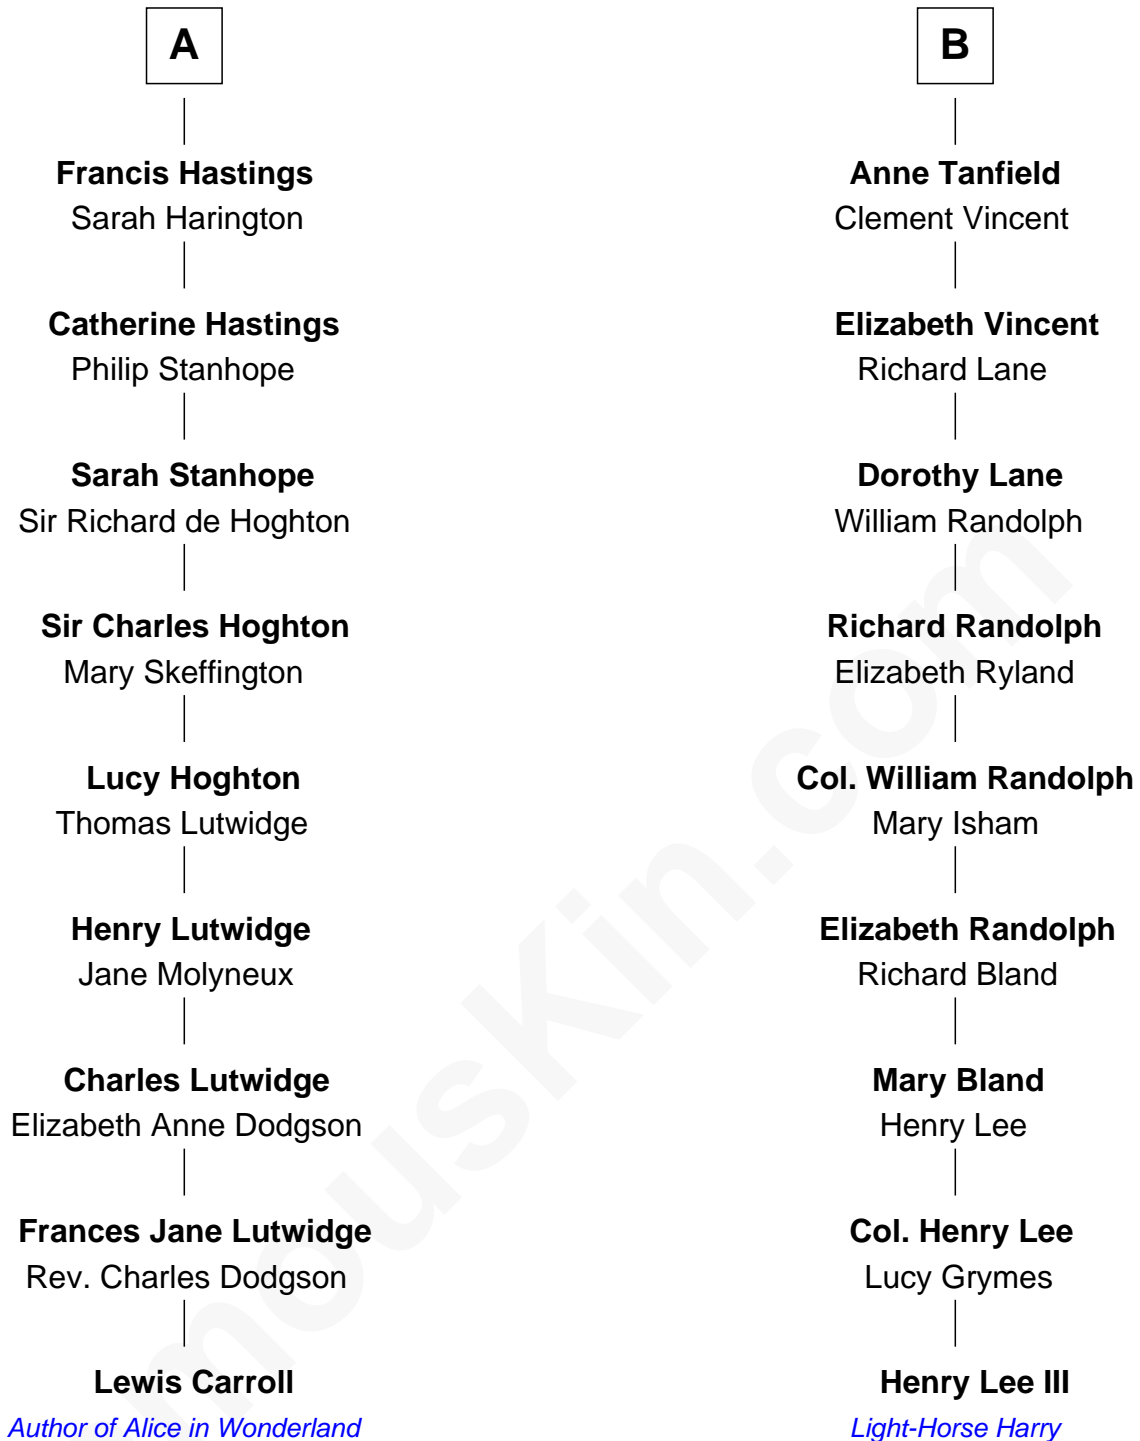 A
Francis Hastings
Sarah Harington
Catherine Hastings
Philip Stanhope
Sarah Stanhope
Sir Richard de Hoghton
Sir Charles Hoghton
Mary Skeffington
Lucy Hoghton
Thomas Lutwidge
Henry Lutwidge
Jane Molyneux
Charles Lutwidge
Elizabeth Anne Dodgson
Frances Jane Lutwidge
Rev. Charles Dodgson
Lewis Carroll
Author of Alice in Wonderland
B
Anne Tanfield
Clement Vincent
Elizabeth Vincent
Richard Lane
Dorothy Lane
William Randolph
Richard Randolph
Elizabeth Ryland
Col. William Randolph
Mary Isham
Elizabeth Randolph
Richard Bland
Mary Bland
Henry Lee
Col. Henry Lee
Lucy Grymes
Henry Lee III
Light-Horse Harry
mousKin.com